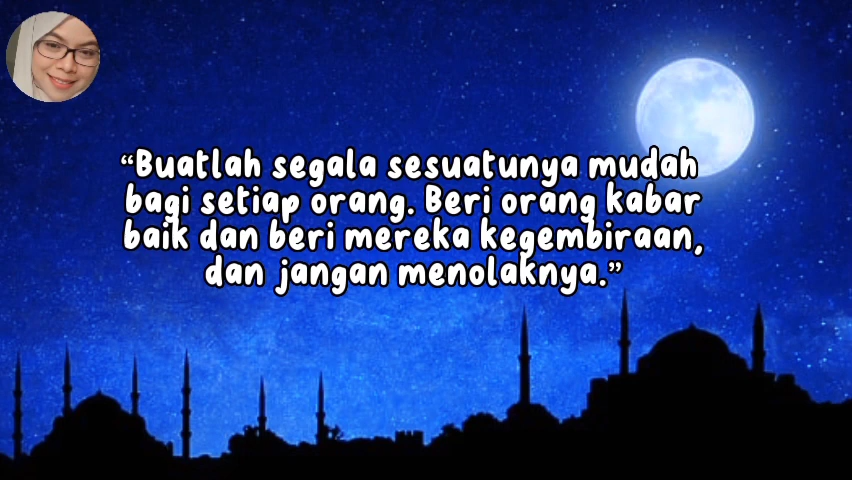 “Buatlah segala sesuatunya mudah
bagi setiap orang. Beri orang kabar
baik dan beri mereka kegembiraan,
dan jangan menolaknya.”